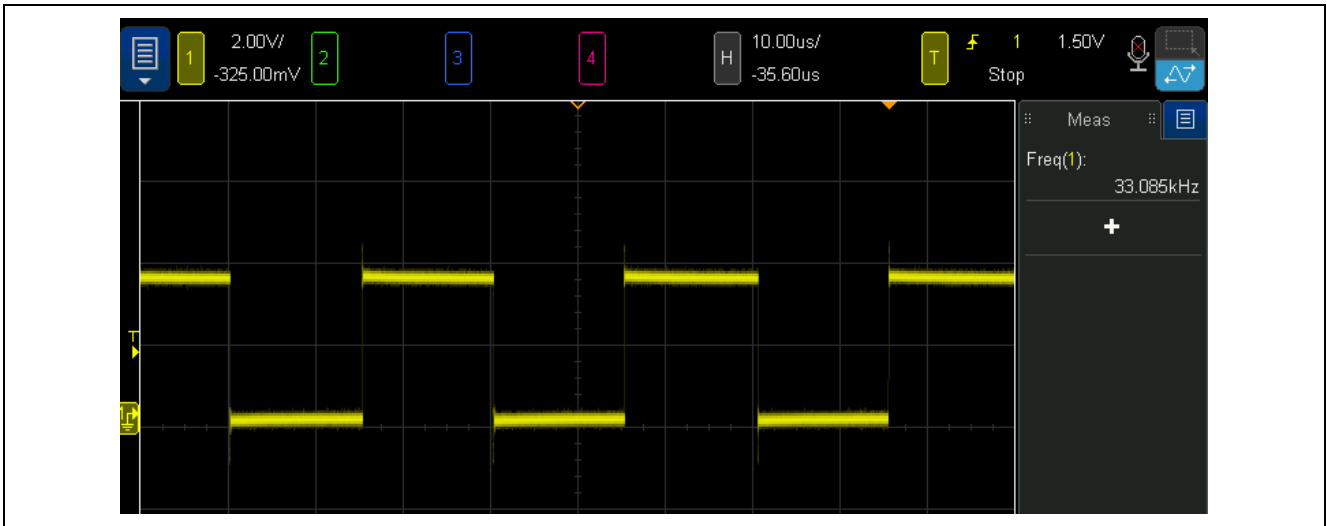 1 2.00V/ -325.00mV
2
3
4
H 10.00us/ -35.60us
T 1 1.50V Stop
Meas
Freq(1):
33.085kHz
+
T
1